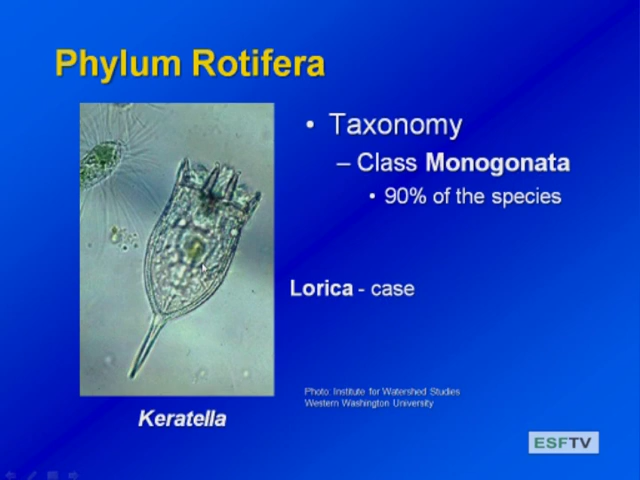 Phylum Rotifera
• Taxonomy
– Class Monogonata
• 90% of the species
Lorica - case
Photo: Institute for Watershed Studies
Western Washington University
Keratella
ESFTV